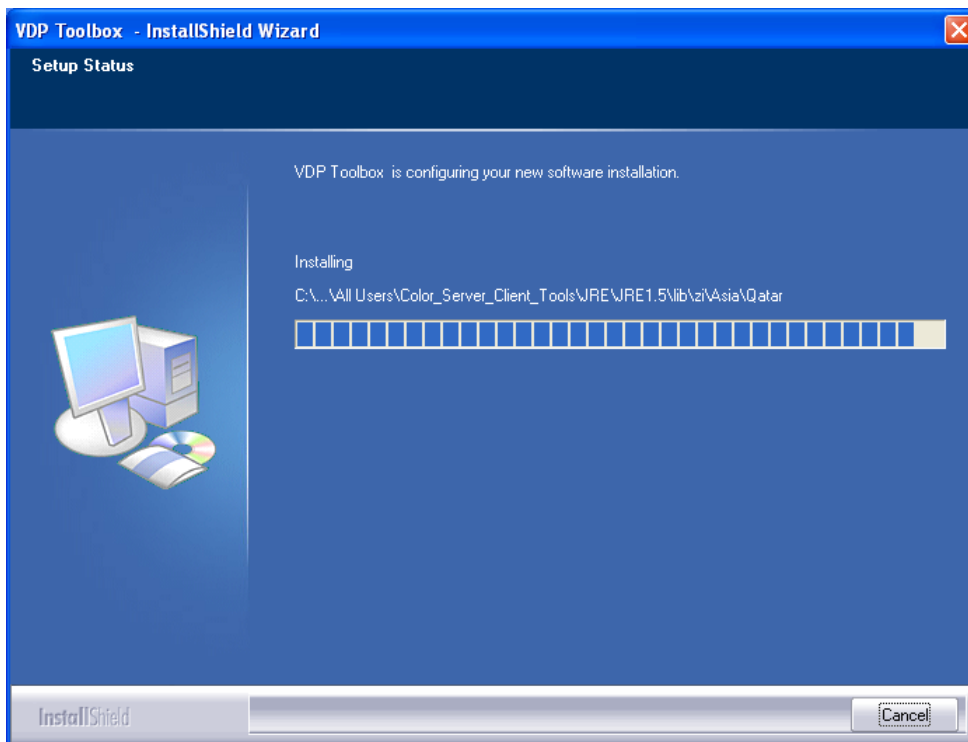 VDP Toolbox - InstallShield Wizard
Setup Status
VDP Toolbox is configuring your new software installation.
Installing
C:\...\All Users\Color_Server_Client_Tools\JRE\JRE1.5\lib\zi\Asia\Qatar
InstallShield
Cancel